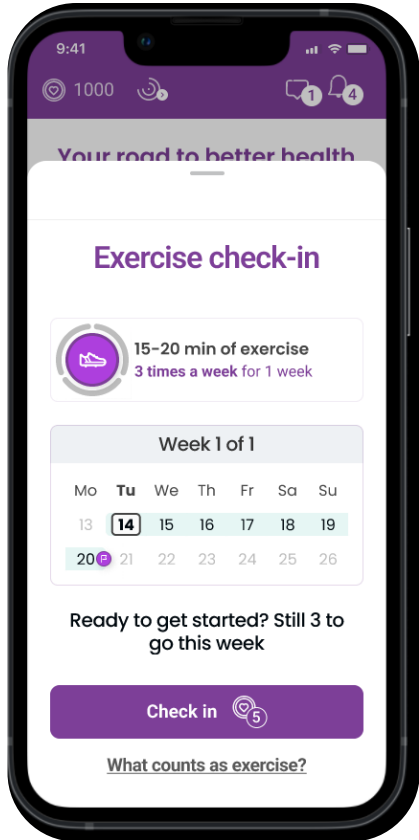 9:41
1000
1
4
Your road to better health
Exercise check-in
15-20 min of exercise
3 times a week for 1 week
Week 1 of 1
Mo Tu We Th Fr Sa Su
13 14 15 16 17 18 19
20 21 22 23 24 25 26
Ready to get started? Still 3 to
go this week
Check in 5
What counts as exercise?